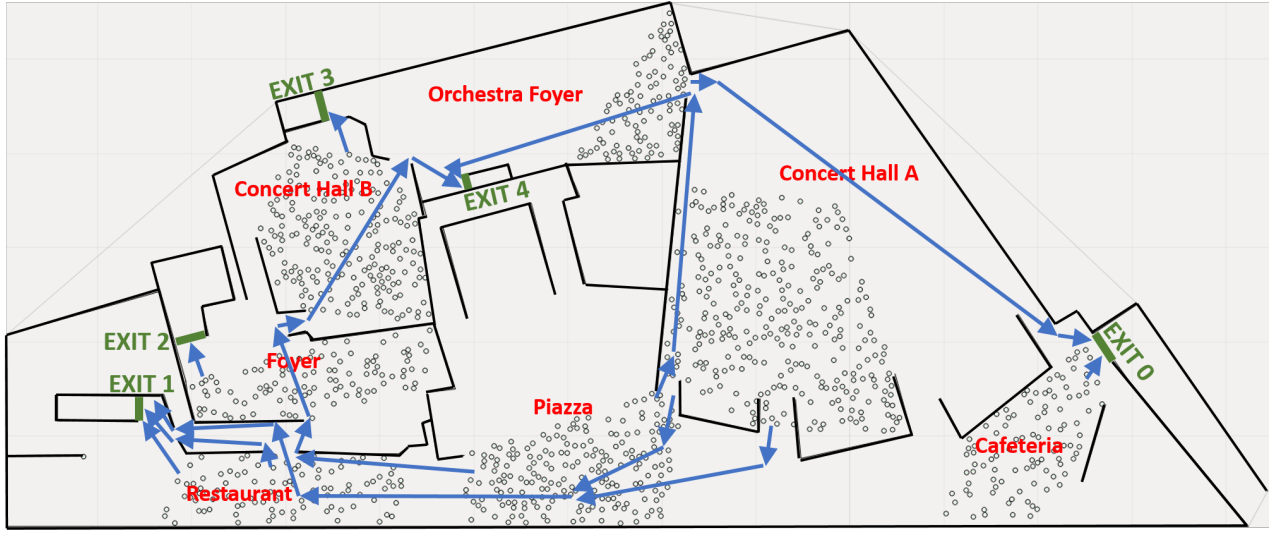 EXIT 3
Orchestra Foyer
Concert Hall A
Concert Hall B
EXIT 4
EXIT 2
Foyer
EXIT 0
EXIT 1
Piazza
Cafeteria
Restaurant